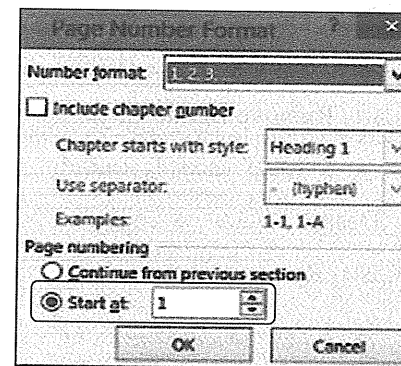 Page Number Format ? ×
Number format: 1, 2, 3, ...
Include chapter number
Chapter starts with style: Heading 1
Use separator: - (hyphen)
Examples: 1-1, 1-A
Page numbering
Continue from previous section
Start at: 1
OK Cancel